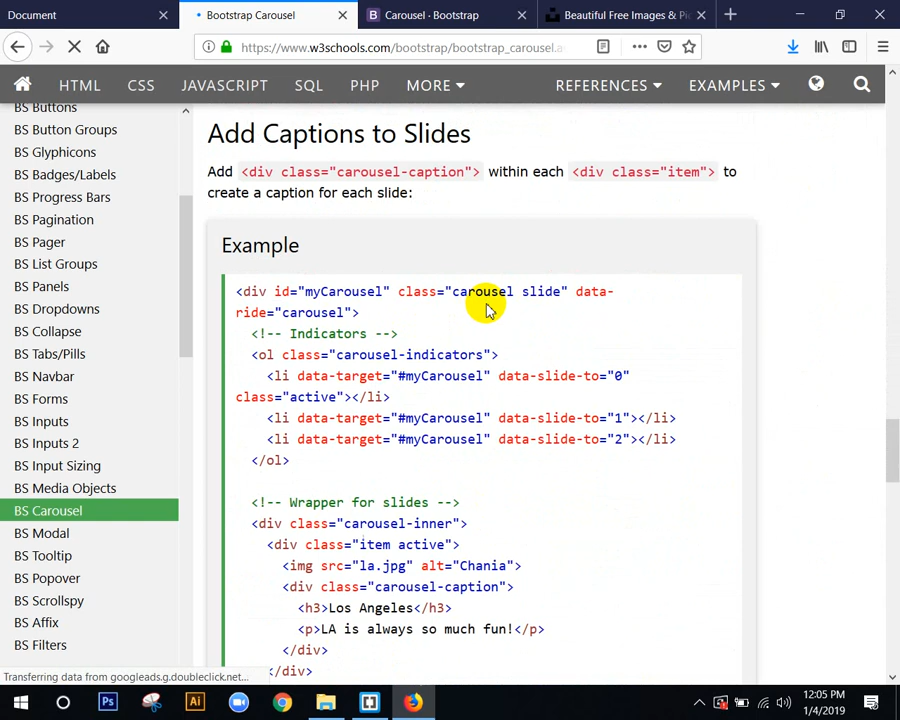 Document
Bootstrap Carousel
Carousel · Bootstrap
Beautiful Free Images & Pi
https://www.w3schools.com/bootstrap/bootstrap_carousel.a
HTML
CSS
JAVASCRIPT
SQL
PHP
MORE
REFERENCES
EXAMPLES
BS Buttons
BS Button Groups
BS Glyphicons
BS Badges/Labels
BS Progress Bars
BS Pagination
BS Pager
BS List Groups
BS Panels
BS Dropdowns
BS Collapse
BS Tabs/Pills
BS Navbar
BS Forms
BS Inputs
BS Inputs 2
BS Input Sizing
BS Media Objects
BS Carousel
BS Modal
BS Tooltip
BS Popover
BS Scrollspy
BS Affix
BS Filters
Add Captions to Slides
Add <div class="carousel-caption"> within each <div class="item"> to
create a caption for each slide:
Example
<div id="myCarousel" class="carousel slide" data-
ride="carousel">
<!-- Indicators -->
<ol class="carousel-indicators">
<li data-target="#myCarousel" data-slide-to="0"
class="active"></li>
<li data-target="#myCarousel" data-slide-to="1"></li>
<li data-target="#myCarousel" data-slide-to="2"></li>
</ol>
<!-- Wrapper for slides -->
<div class="carousel-inner">
<div class="item active">
<img src="la.jpg" alt="Chania">
<div class="carousel-caption">
<h3>Los Angeles</h3>
<p>LA is always so much fun!</p>
</div>
</div>
Transferring data from googleads.g.doubleclick.net...
Ps
Ai
12:05 PM
1/4/2019